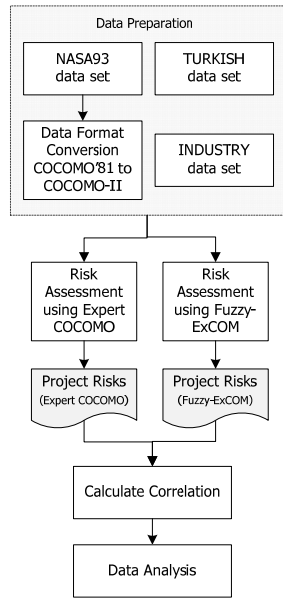 Data Preparation
NASA93
data set
TURKISH
data set
Data Format
Conversion
COCOMO'81 to
COCOMO-II
INDUSTRY
data set
Risk
Assessment
using Expert
COCOMO
Risk
Assessment
using Fuzzy-
ExCOM
Project Risks
(Expert COCOMO)
Project Risks
(Fuzzy-ExCOM)
Calculate Correlation
Data Analysis